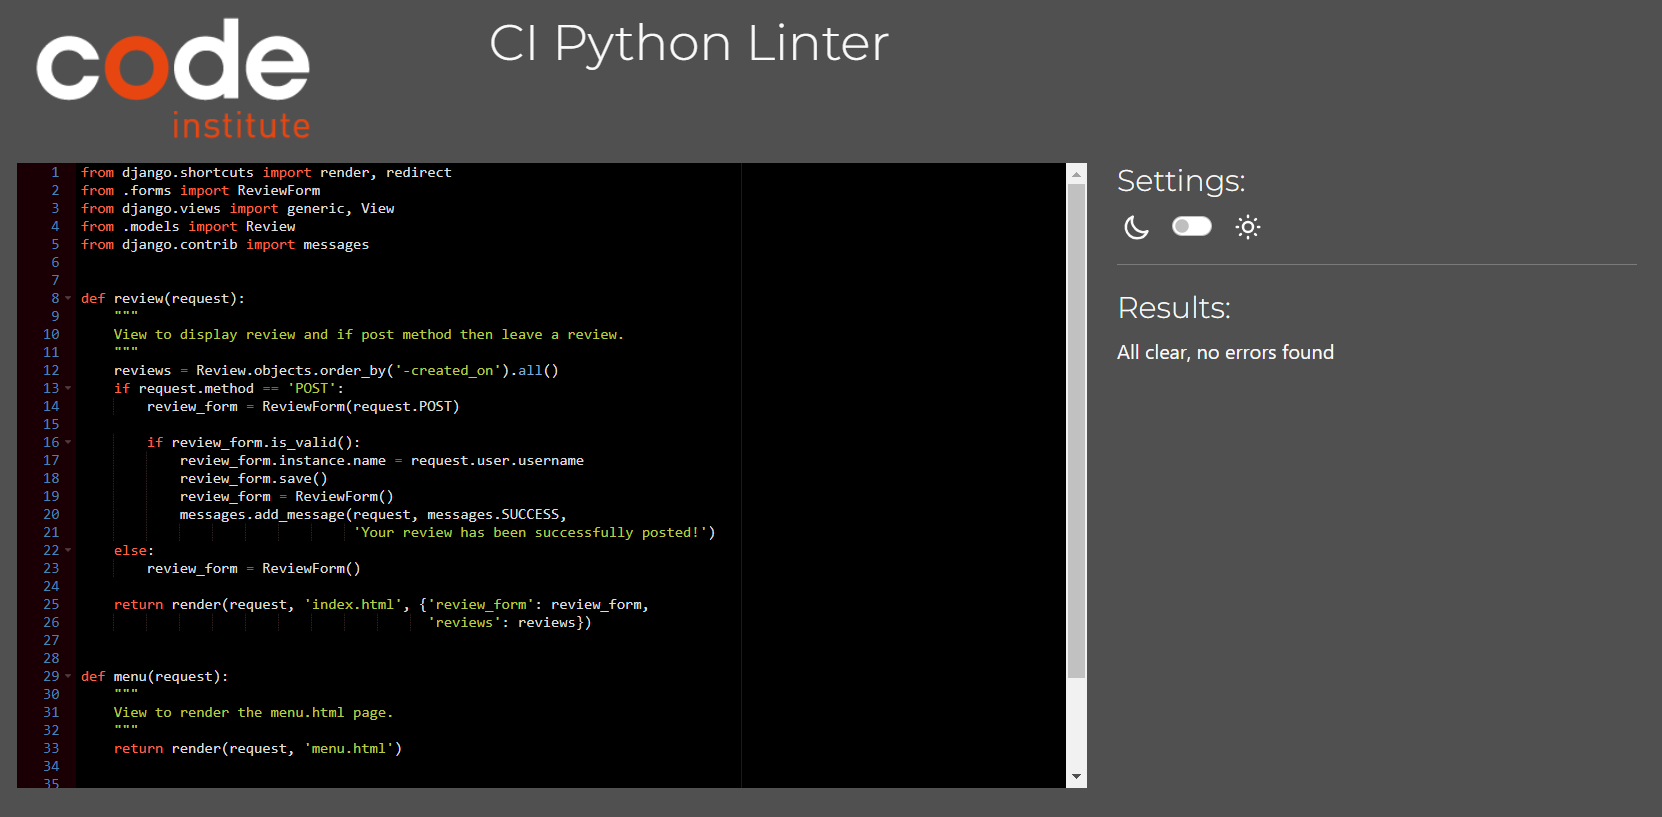 code
institute
CI Python Linter
1 from django.shortcuts import render, redirect
2 from .forms import ReviewForm
3 from django.views import generic, View
4 from .models import Review
5 from django.contrib import messages
6
7
8 def review(request):
9     """
10     View to display review and if post method then leave a review.
11     """
12     reviews = Review.objects.order_by('-created_on').all()
13     if request.method == 'POST':
14         review_form = ReviewForm(request.POST)
15
16         if review_form.is_valid():
17             review_form.instance.name = request.user.username
18             review_form.save()
19             review_form = ReviewForm()
20             messages.add_message(request, messages.SUCCESS,
21                                  'Your review has been successfully posted!')
22     else:
23         review_form = ReviewForm()
24
25     return render(request, 'index.html', {'review_form': review_form,
26                                           'reviews': reviews})
27
28
29 def menu(request):
30     """
31     View to render the menu.html page.
32     """
33     return render(request, 'menu.html')
34
35
Settings:
Results:
All clear, no errors found